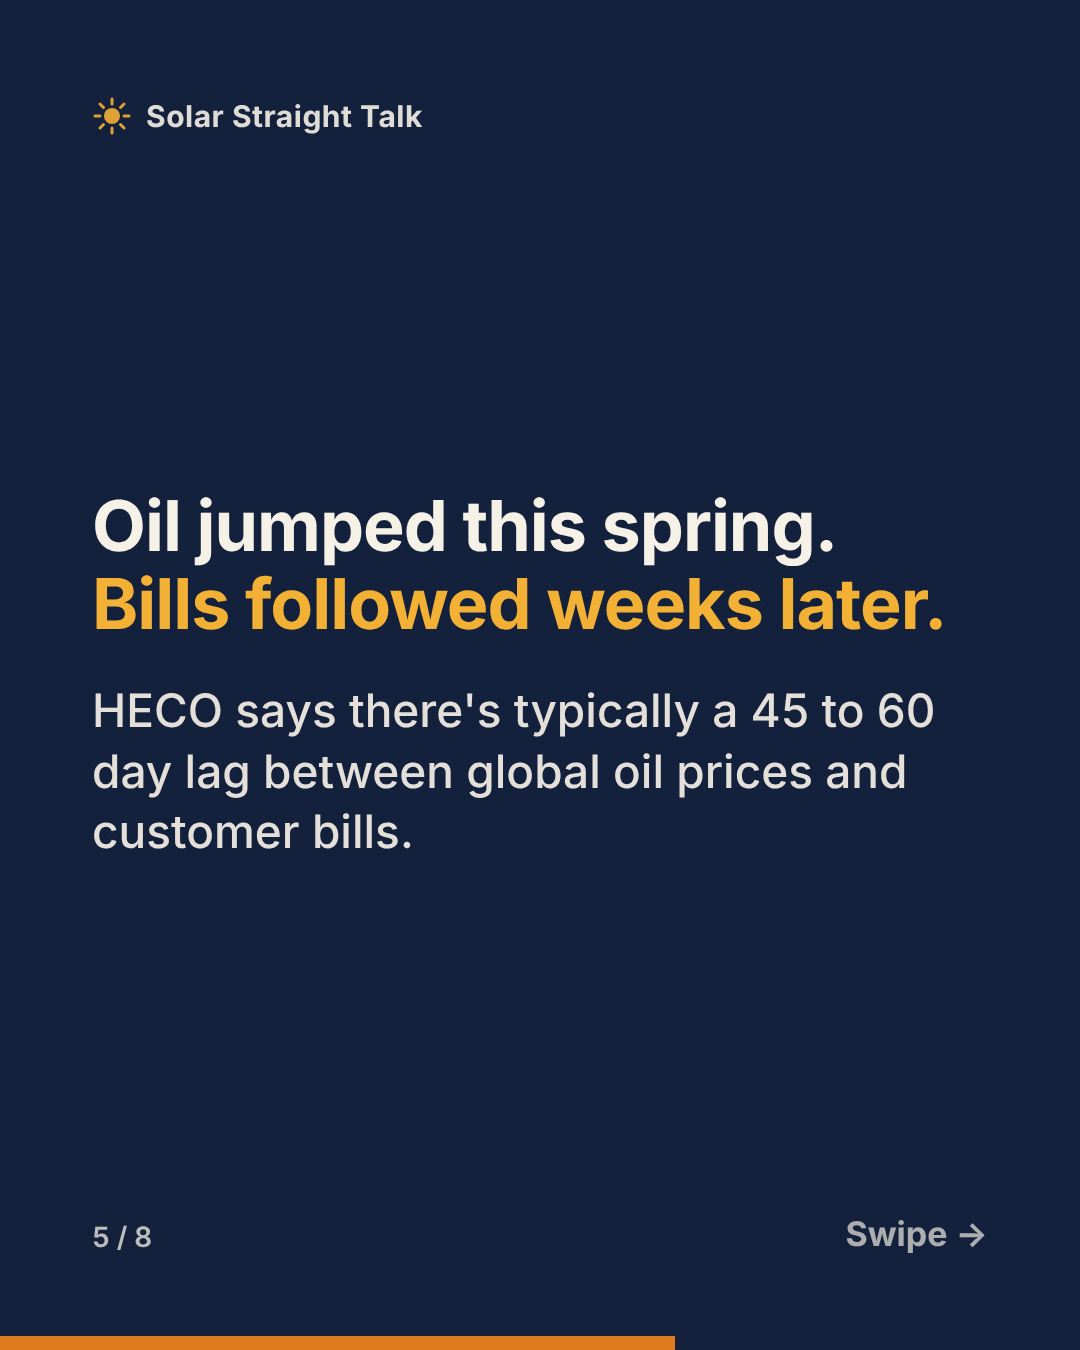 Solar Straight Talk
Oil jumped this spring.
Bills followed weeks later.
HECO says there's typically a 45 to 60
day lag between global oil prices and
customer bills.
5 / 8
Swipe →